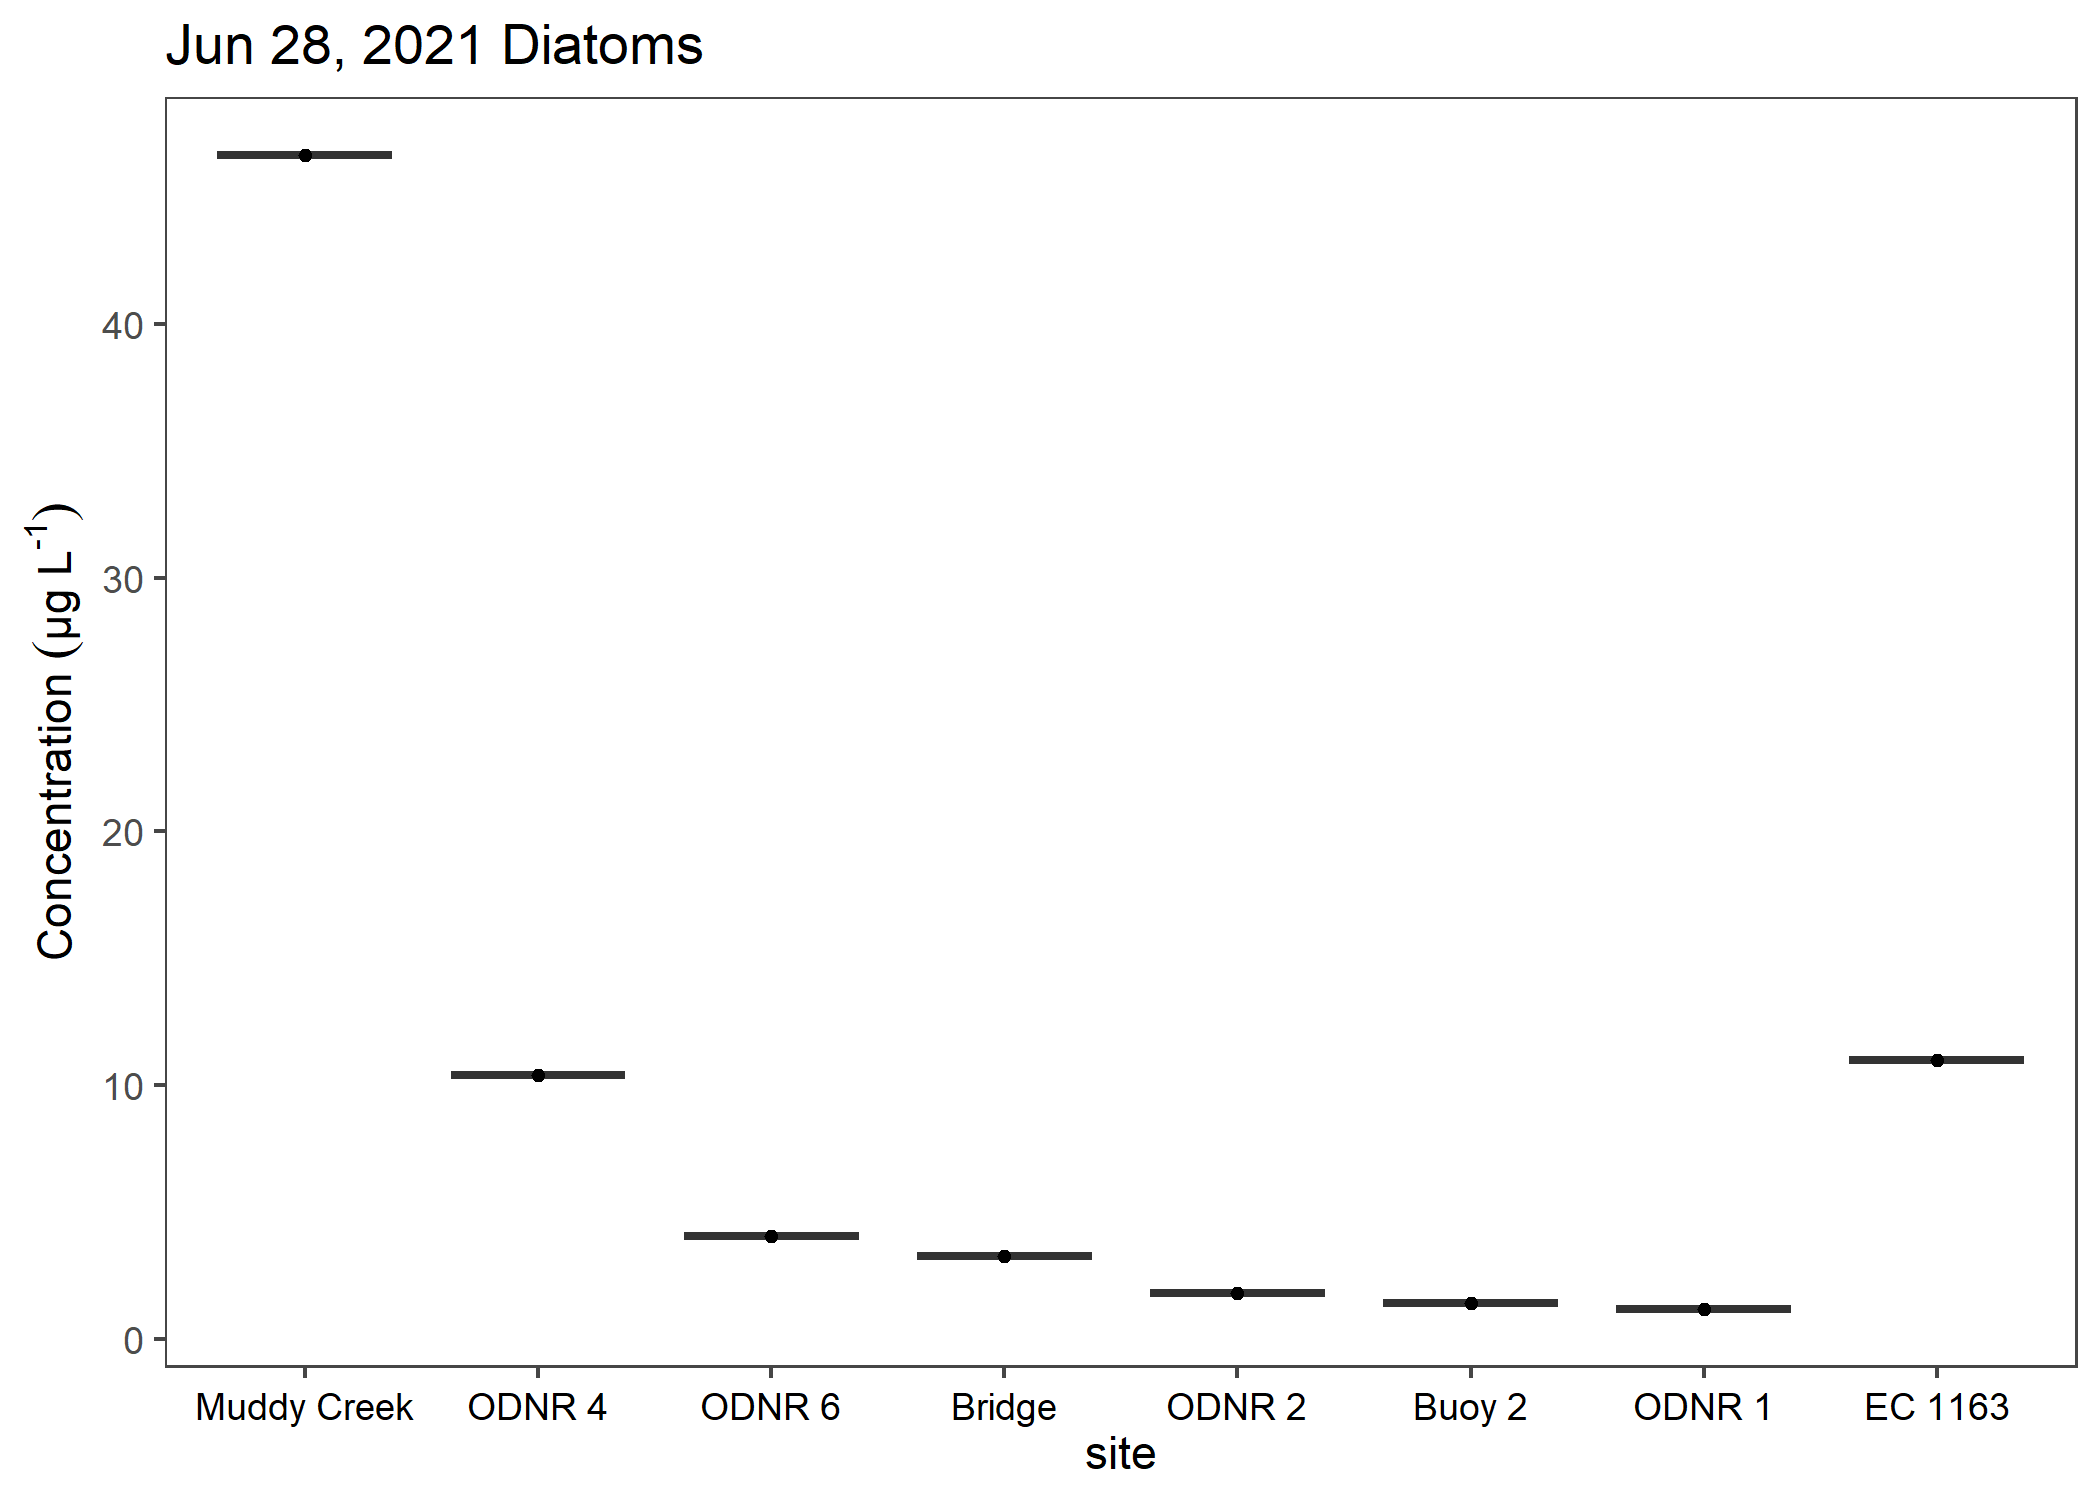 Jun 28, 2021 Diatoms
Concentration (µg L⁻¹)
40
30
20
10
0
Muddy Creek ODNR 4 ODNR 6 Bridge ODNR 2 Buoy 2 ODNR 1 EC 1163
site